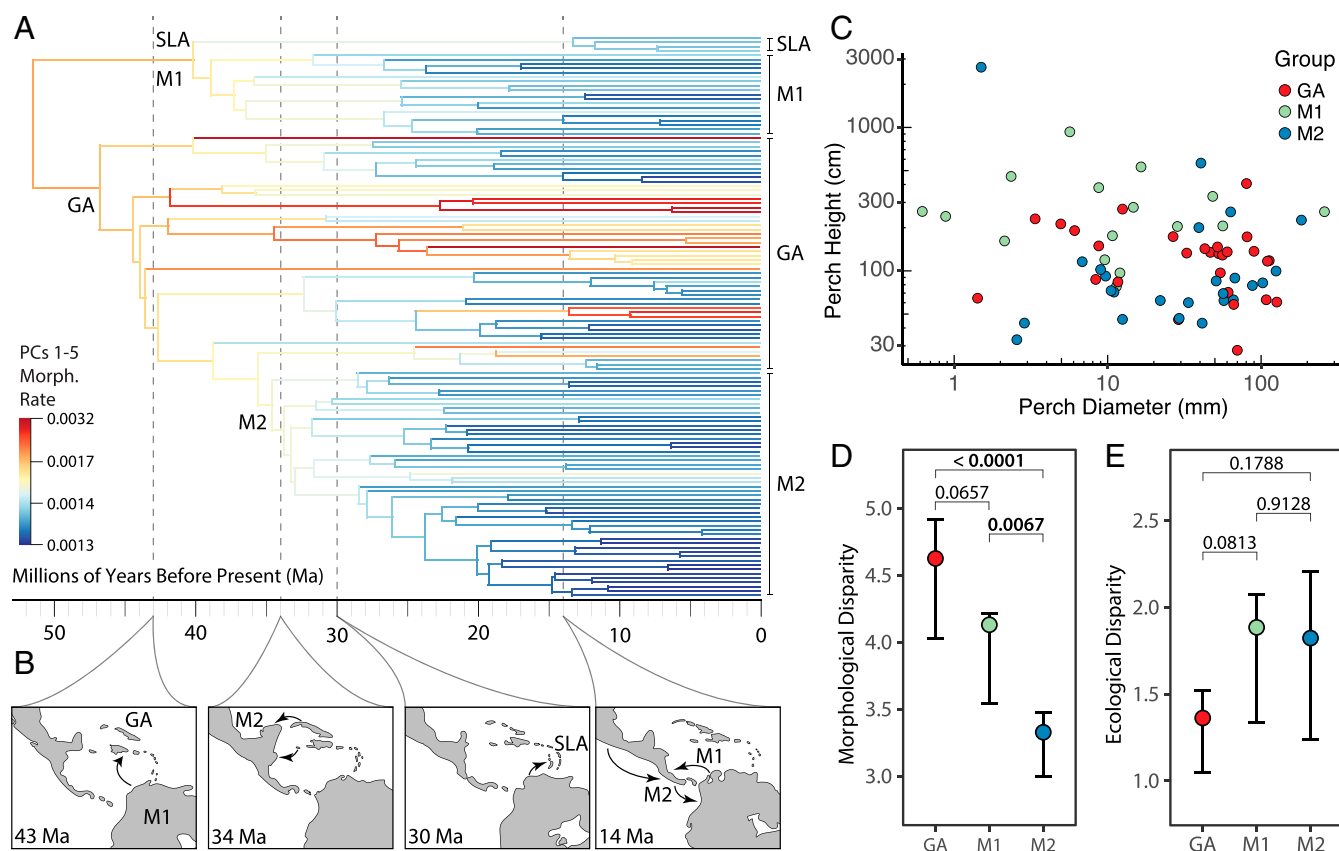 A
SLA
M1
GA
M2
SLA
M1
GA
M2
PCs 1-5
Morph.
Rate
0.0032
0.0017
0.0014
0.0013
Millions of Years Before Present (Ma)
50
40
30
20
10
0
B
GA
M1
43 Ma
M2
34 Ma
SLA
30 Ma
M1
M2
14 Ma
C
Perch Height (cm)
3000
1000
300
100
30
1
10
100
Perch Diameter (mm)
Group
GA
M1
M2
D
Morphological Disparity
5.0
4.5
4.0
3.5
3.0
< 0.0001
0.0657
0.0067
GA
M1
M2
E
Ecological Disparity
2.5
2.0
1.5
1.0
0.1788
0.9128
0.0813
GA
M1
M2